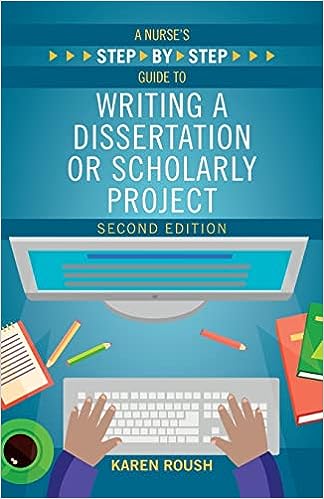 A NURSE'S
STEP BY STEP
GUIDE TO
WRITING A
DISSERTATION
OR SCHOLARLY
PROJECT
SECOND EDITION
KAREN ROUSH